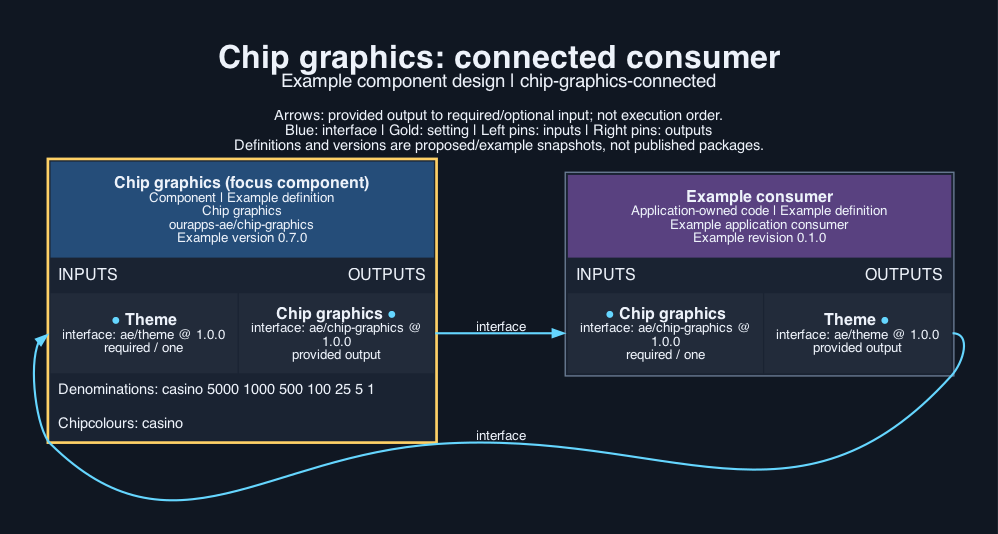 Chip graphics: connected consumer
Example component design | chip-graphics-connected
Arrows: provided output to required/optional input; not execution order.
Blue: interface | Gold: setting | Left pins: inputs | Right pins: outputs
Definitions and versions are proposed/example snapshots, not published packages.
Chip graphics (focus component)
Component | Example definition
Chip graphics
ourapps-ae/chip-graphics
Example version 0.7.0
INPUTS
OUTPUTS
Theme
interface: ae/theme @ 1.0.0
required / one
Chip graphics
interface: ae/chip-graphics @
1.0.0
provided output
Denominations: casino 5000 1000 500 100 25 5 1
Chipcolours: casino
interface
interface
Example consumer
Application-owned code | Example definition
Example application consumer
Example revision 0.1.0
INPUTS
OUTPUTS
Chip graphics
interface: ae/chip-graphics @
1.0.0
required / one
Theme
interface: ae/theme @ 1.0.0
provided output